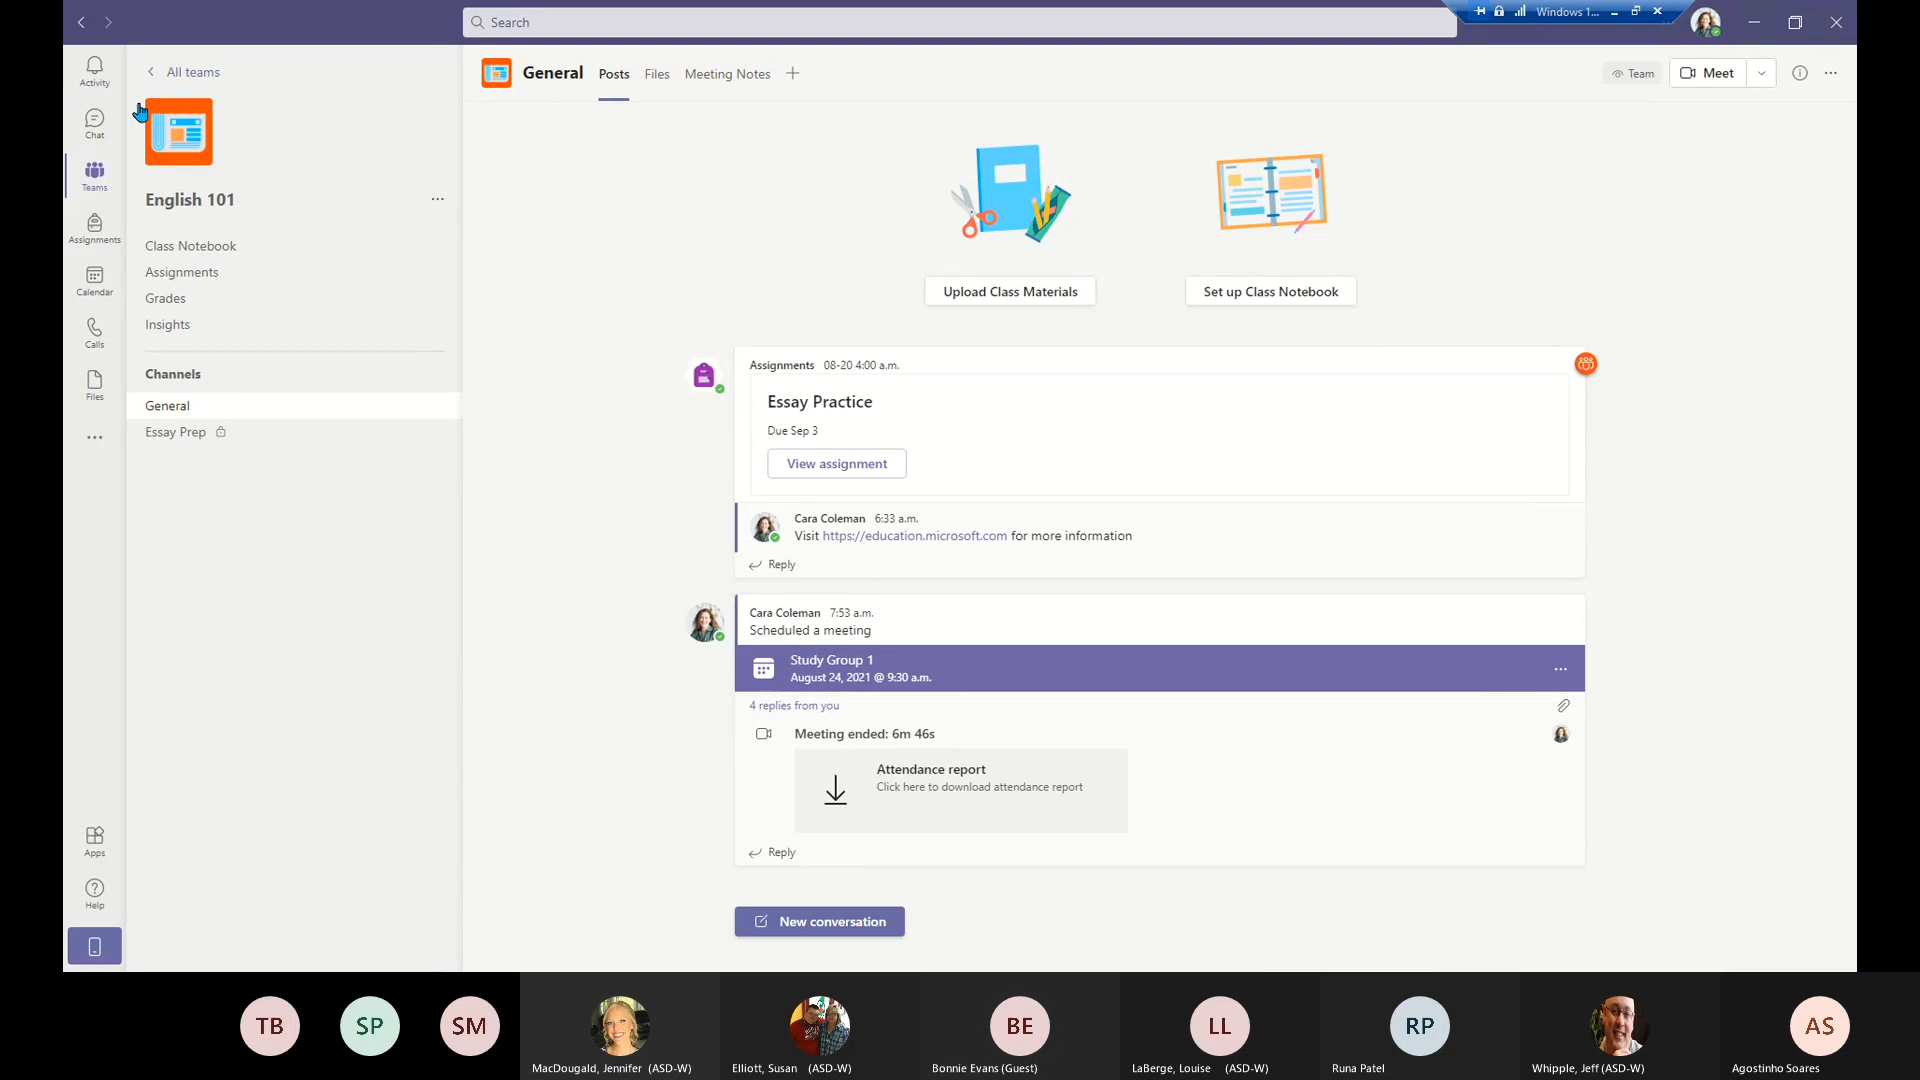 Search
Windows 1...
Activity
Chat
Teams
Assignments
Calendar
Calls
Files
Apps
Help
All teams
English 101
Class Notebook
Assignments
Grades
Insights
Channels
General
Essay Prep
General Posts Files Meeting Notes
Team
Meet
Upload Class Materials
Set up Class Notebook
Assignments 08-20 4:00 a.m.
Essay Practice
Due Sep 3
View assignment
Cara Coleman 6:33 a.m.
Visit https://education.microsoft.com for more information
Reply
Cara Coleman 7:53 a.m.
Scheduled a meeting
Study Group 1
August 24, 2021 @ 9:30 a.m.
4 replies from you
Meeting ended: 6m 46s
Attendance report
Click here to download attendance report
Reply
New conversation
TB
SP
SM
BE
LL
RP
AS
MacDougald, Jennifer (ASD-W)
Elliott, Susan (ASD-W)
Bonnie Evans (Guest)
LaBerge, Louise (ASD-W)
Runa Patel
Whipple, Jeff (ASD-W)
Agostinho Soares